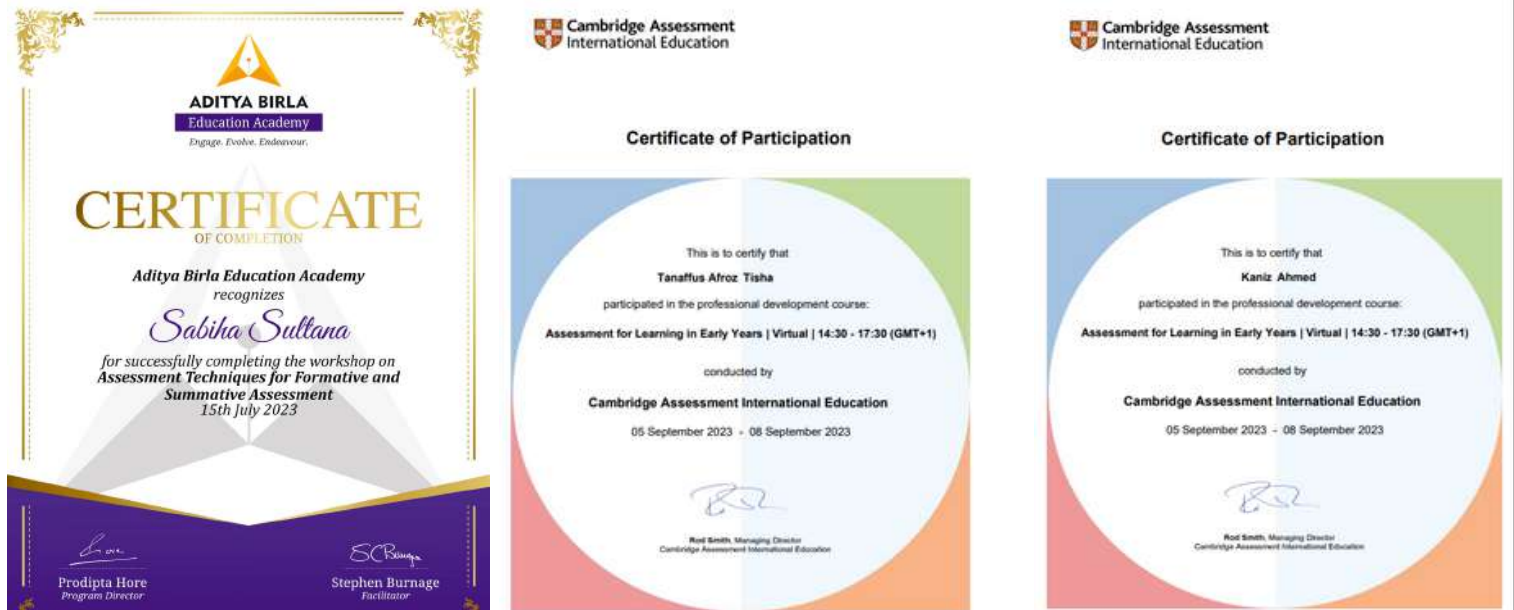 ADITYA BIRLA
Education Academy
Engage. Evolve. Endeavour.
CERTIFICATE
OF COMPLETION
Aditya Birla Education Academy
recognizes
Sabiha Sultana
for successfully completing the workshop on
Assessment Techniques for Formative and
Summative Assessment
15th July 2023
Prodipta Hore
Program Director
SCBurnage
Stephen Burnage
Facilitator
Cambridge Assessment
International Education
Certificate of Participation
This is to certify that
Tanaffus Afroz Tisha
participated in the professional development course:
Assessment for Learning in Early Years | Virtual | 14:30 - 17:30 (GMT+1)
conducted by
Cambridge Assessment International Education
05 September 2023 - 08 September 2023
Rod Smith, Managing Director
Cambridge Assessment International Education
Cambridge Assessment
International Education
Certificate of Participation
This is to certify that
Kaniz Ahmed
participated in the professional development course:
Assessment for Learning in Early Years | Virtual | 14:30 - 17:30 (GMT+1)
conducted by
Cambridge Assessment International Education
05 September 2023 - 08 September 2023
Rod Smith, Managing Director
Cambridge Assessment International Education